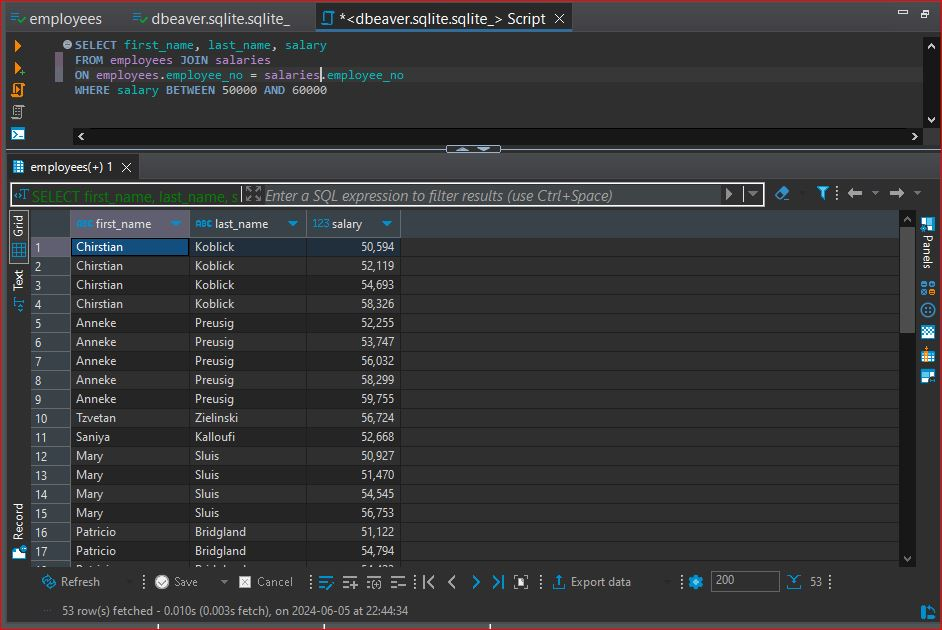 employees
dbeaver.sqlite.sqlite_
*<dbeaver.sqlite.sqlite_> Script
SELECT first_name, last_name, salary
FROM employees JOIN salaries
ON employees.employee_no = salaries.employee_no
WHERE salary BETWEEN 50000 AND 60000
employees(+) 1
SELECT first_name, last_name, s
Enter a SQL expression to filter results (use Ctrl+Space)
Grid
Text
Record
Panels
ABC first_name ABC last_name 123 salary
1 Chirstian Koblick 50,594
2 Chirstian Koblick 52,119
3 Chirstian Koblick 54,693
4 Chirstian Koblick 58,326
5 Anneke Preusig 52,255
6 Anneke Preusig 53,747
7 Anneke Preusig 56,032
8 Anneke Preusig 58,299
9 Anneke Preusig 59,755
10 Tzvetan Zielinski 56,724
11 Saniya Kalloufi 52,668
12 Mary Sluis 50,927
13 Mary Sluis 51,470
14 Mary Sluis 54,545
15 Mary Sluis 56,753
16 Patricio Bridgland 51,122
17 Patricio Bridgland 54,794
Refresh Save Cancel Export data 200 53
53 row(s) fetched - 0.010s (0.003s fetch), on 2024-06-05 at 22:44:34